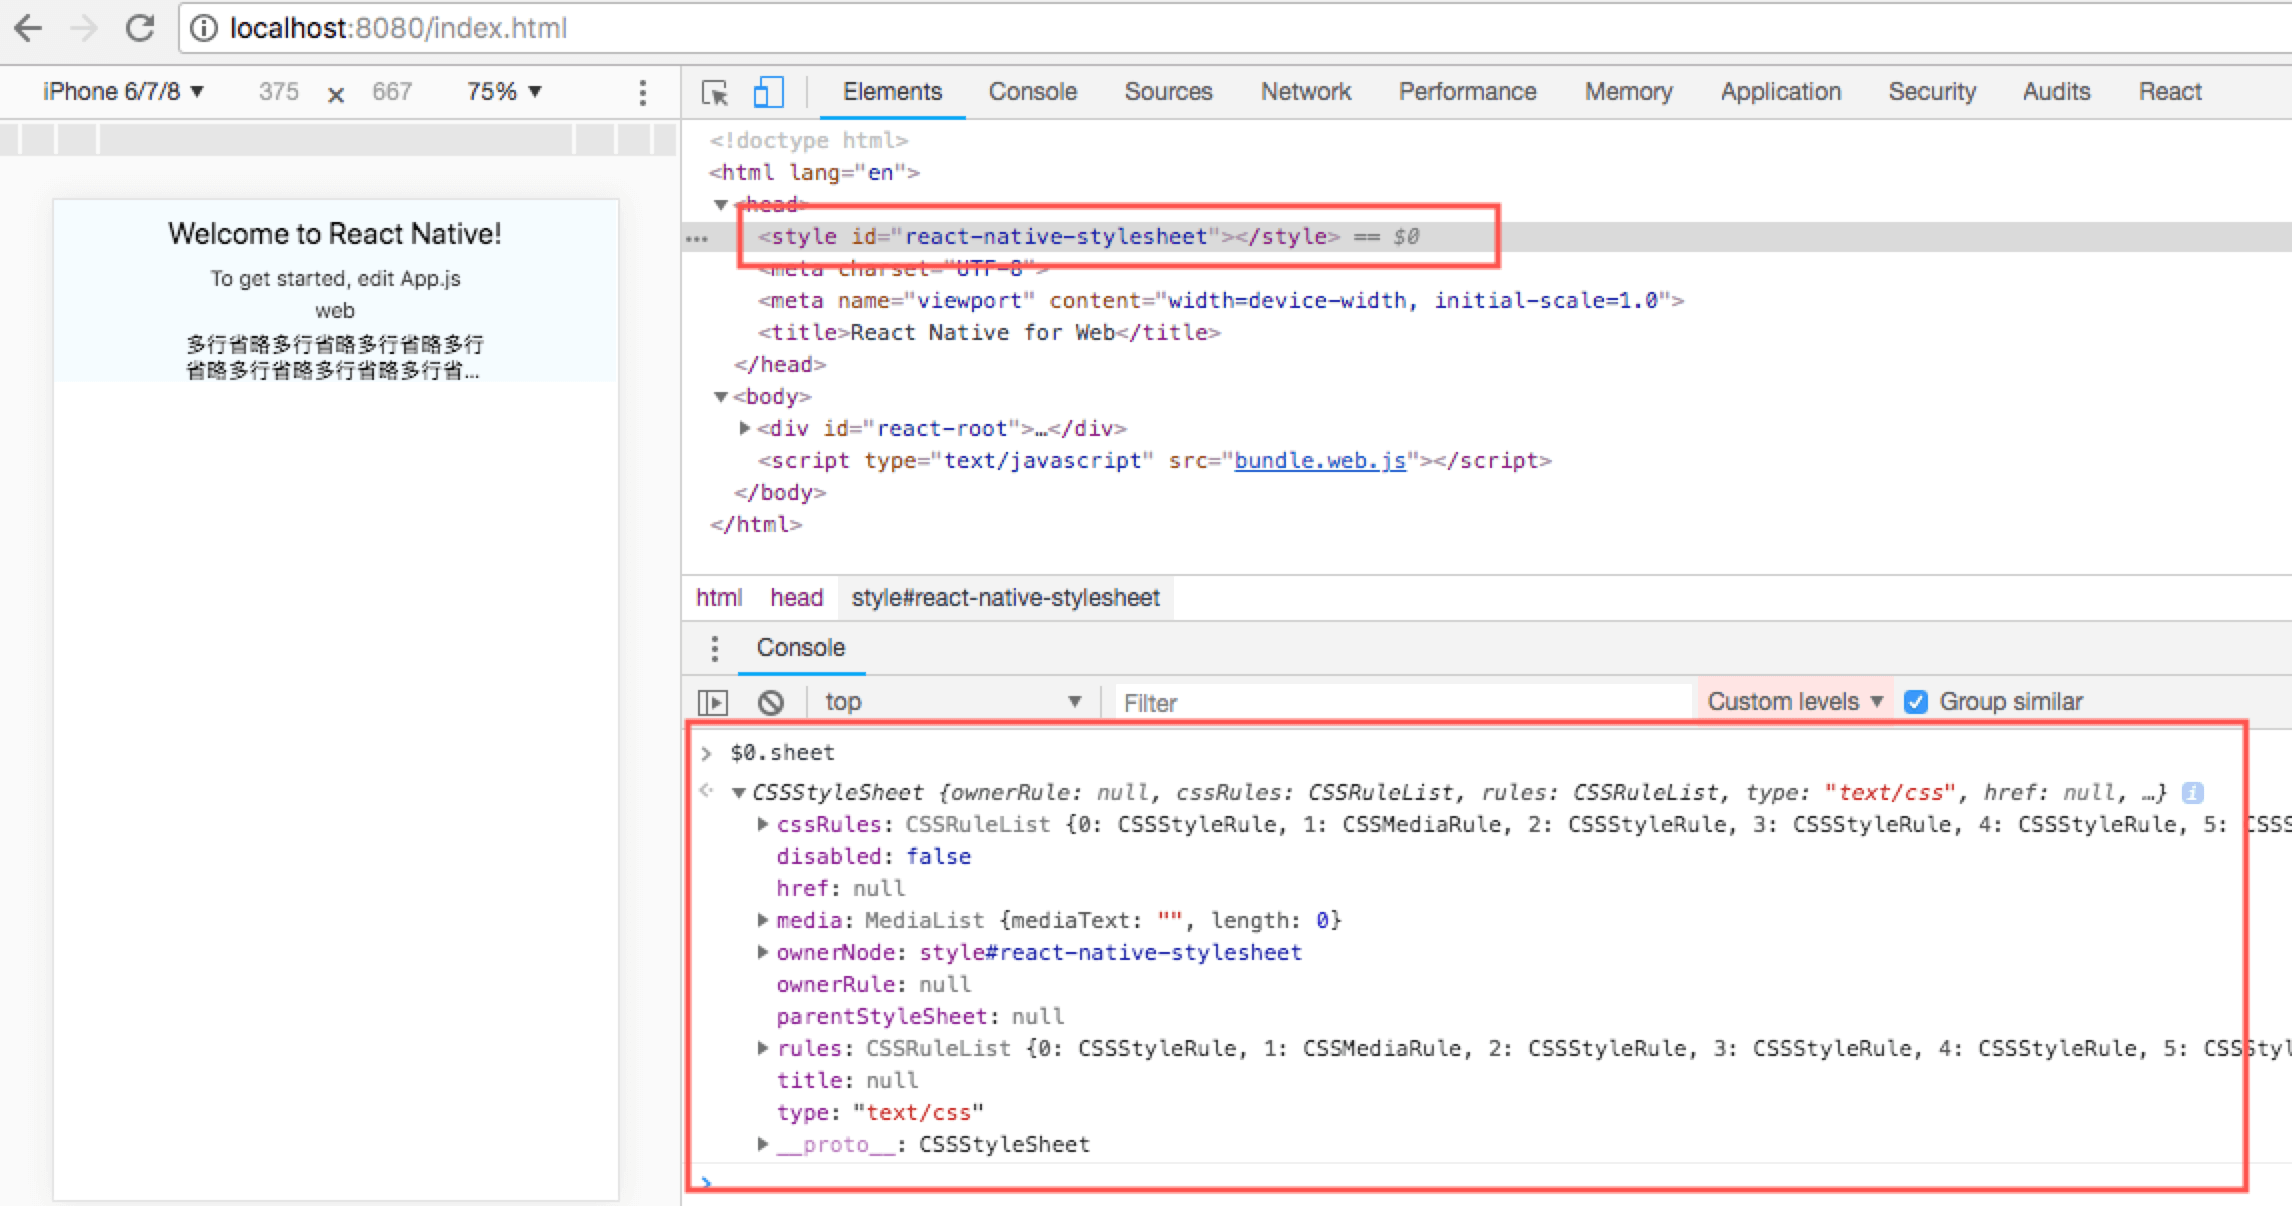 localhost:8080/index.html
iPhone 6/7/8 ▼ 375 × 667 75% ▼
Elements Console Sources Network Performance Memory Application Security Audits React
Welcome to React Native!
To get started, edit App.js
web
多行省略多行省略多行省略多行
省略多行省略多行省略多行省...
<!doctype html>
<html lang="en">
▼<head>
... <style id="react-native-stylesheet"></style> == $0
<meta charset="UTF-8">
<meta name="viewport" content="width=device-width, initial-scale=1.0">
<title>React Native for Web</title>
</head>
▼<body>
▶<div id="react-root">…</div>
<script type="text/javascript" src="bundle.web.js"></script>
</body>
</html>
html head style#react-native-stylesheet
Console
top ▼ Filter Custom levels ▼ Group similar
> $0.sheet
▼CSSStyleSheet {ownerRule: null, cssRules: CSSRuleList, rules: CSSRuleList, type: "text/css", href: null, …}
▶cssRules: CSSRuleList {0: CSSStyleRule, 1: CSSMediaRule, 2: CSSStyleRule, 3: CSSStyleRule, 4: CSSStyleRule, 5: CSSS
disabled: false
href: null
▶media: MediaList {mediaText: "", length: 0}
▶ownerNode: style#react-native-stylesheet
ownerRule: null
parentStyleSheet: null
▶rules: CSSRuleList {0: CSSStyleRule, 1: CSSMediaRule, 2: CSSStyleRule, 3: CSSStyleRule, 4: CSSStyleRule, 5: CSSStyl
title: null
type: "text/css"
▶__proto__: CSSStyleSheet
>